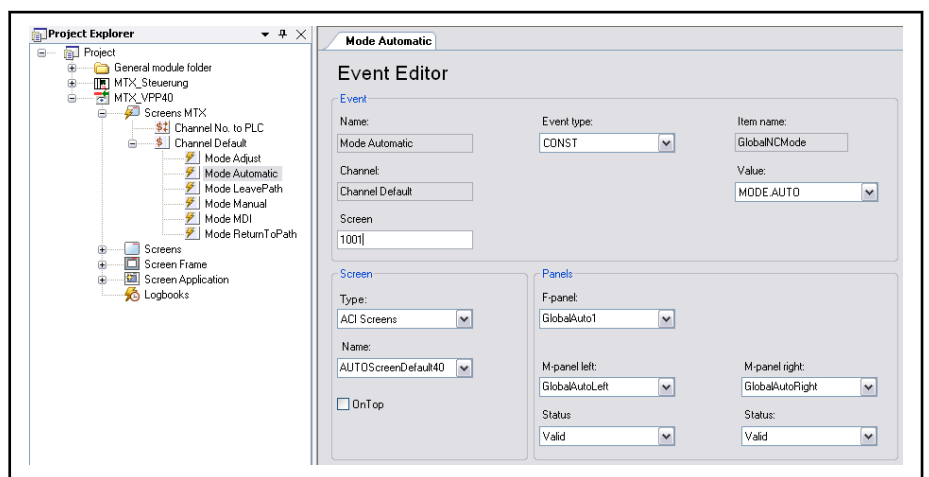 Project Explorer
Project
General module folder
MTX_Steuerung
MTX_VPP40
Screens MTX
Channel No. to PLC
Channel Default
Mode Adjust
Mode Automatic
Mode LeavePath
Mode Manual
Mode MDI
Mode ReturnToPath
Screens
Screen Frame
Screen Application
Logbooks
Mode Automatic
Event Editor
Event
Name: Event type: Item name:
Mode Automatic CONST GlobalNCMode
Channel: Value:
Channel Default MODE.AUTO
Screen
1001
Screen Panels
Type: F-panel:
ACI Screens GlobalAuto1
Name: M-panel left: M-panel right:
AUTOScreenDefault40 GlobalAutoLeft GlobalAutoRight
OnTop
Status Status:
Valid Valid